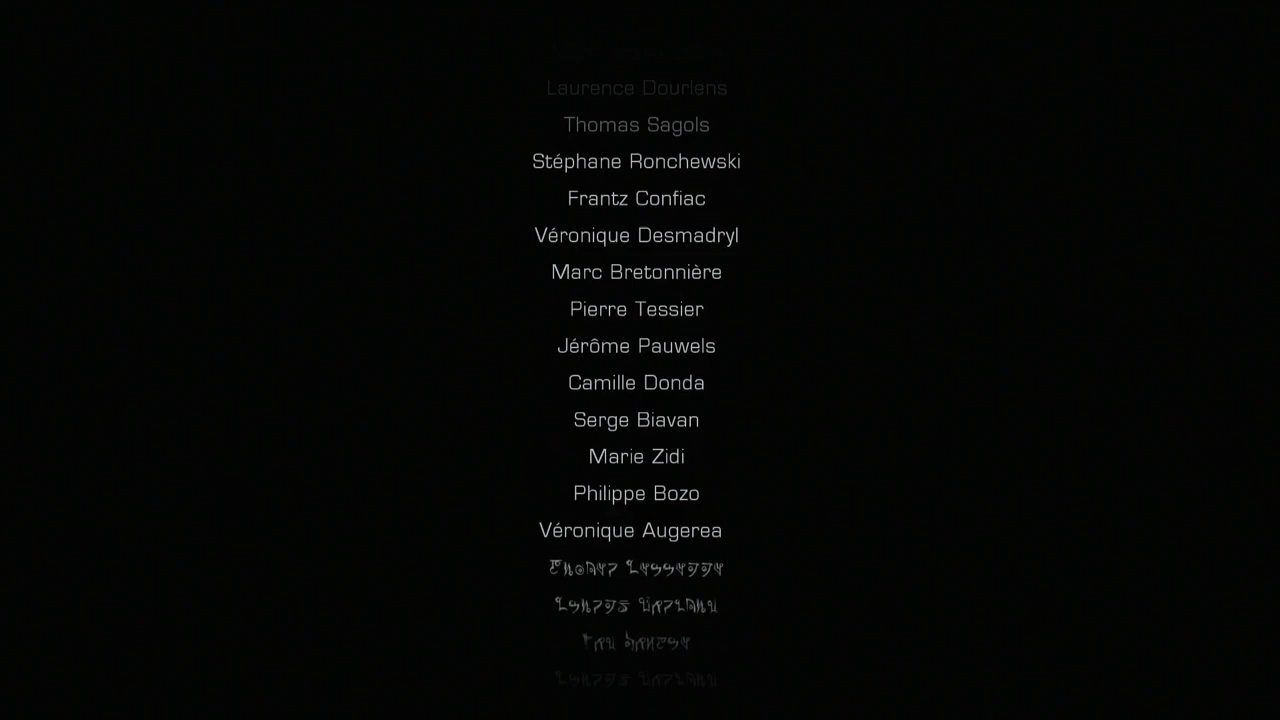 Laurence Dourlens
Thomas Sagols
Stéphane Ronchewski
Frantz Confiac
Véronique Desmadryl
Marc Bretonnière
Pierre Tessier
Jérôme Pauwels
Camille Donda
Serge Biavan
Marie Zidi
Philippe Bozo
Véronique Augerea